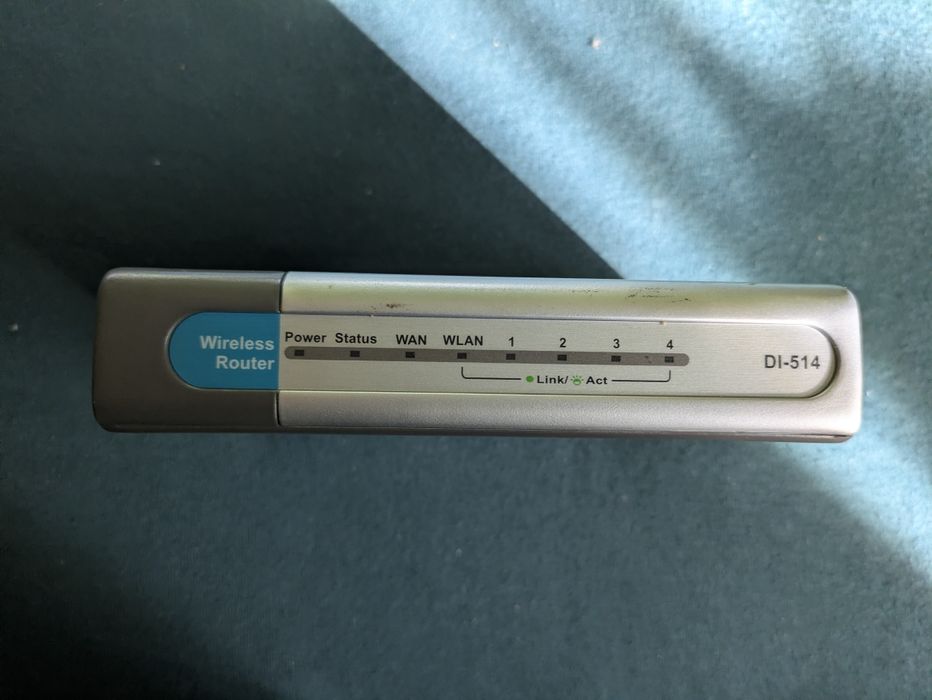 Wireless
Router
Power Status WAN WLAN 1 2 3 4
Link/ Act
DI-514